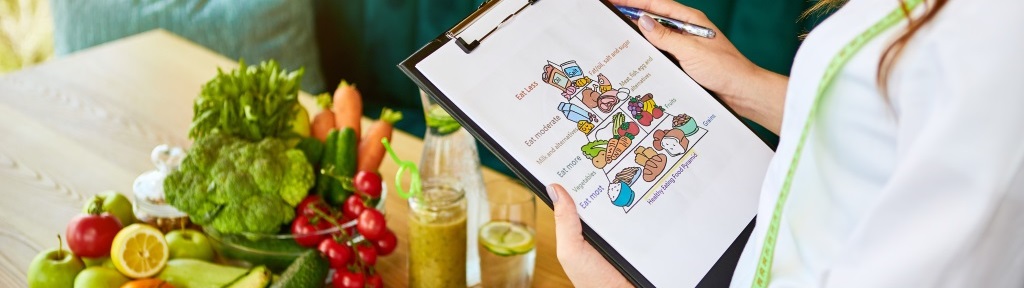 Eat Less
Fat/oil, salt and sugar
Eat moderate
Meat, fish, egg and
alternatives
Milk and alternatives
Fruits
Eat more
Vegetables
Grains
Eat most
Healthy Eating Food Pyramid